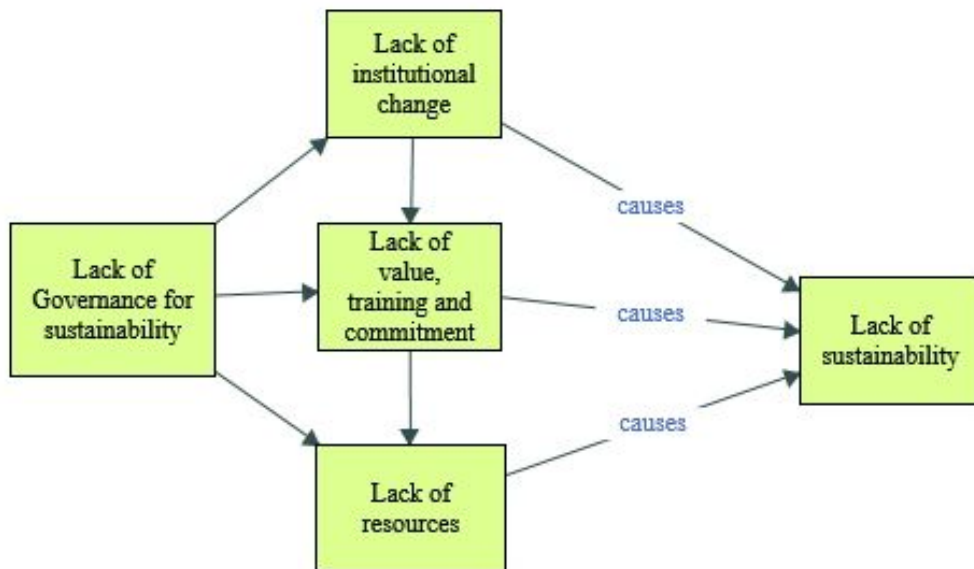 Lack of
institutional
change
causes
Lack of
Governance for
sustainability
Lack of
value,
training and
commitment
causes
Lack of
sustainability
causes
Lack of
resources